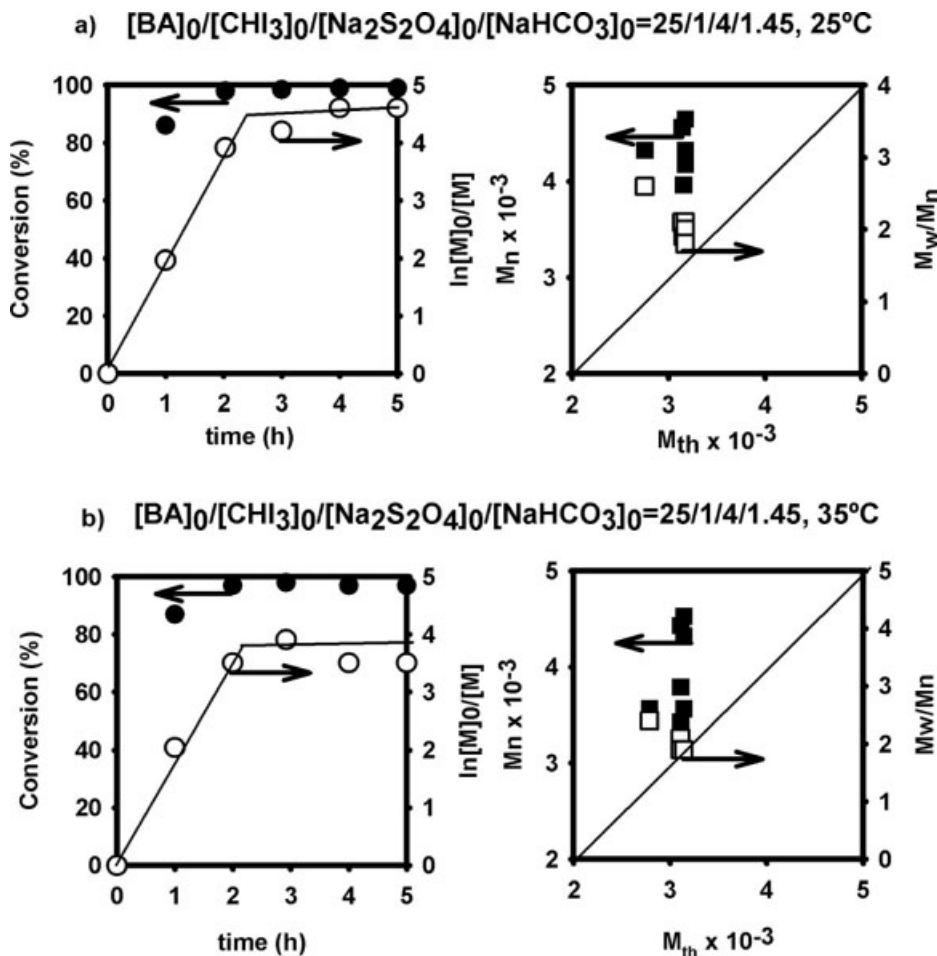 a) [BA]0/[CHI3]0/[Na2S2O4]0/[NaHCO3]0=25/1/4/1.45, 25ºC
Conversion (%)
100
80
60
40
20
0
0 1 2 3 4 5
time (h)
5
4
3
2
1
0
ln[M]0/[M]
Mn x 10-3
5
4
3
2
2 3 4 5
Mth x 10-3
4
3
2
1
0
Mw/Mn
b) [BA]0/[CHI3]0/[Na2S2O4]0/[NaHCO3]0=25/1/4/1.45, 35ºC
Conversion (%)
100
80
60
40
20
0
0 1 2 3 4 5
time (h)
5
4
3
2
1
0
ln[M]0/[M]
Mn x 10-3
5
4
3
2
2 3 4 5
Mth x 10-3
5
4
3
2
1
0
Mw/Mn